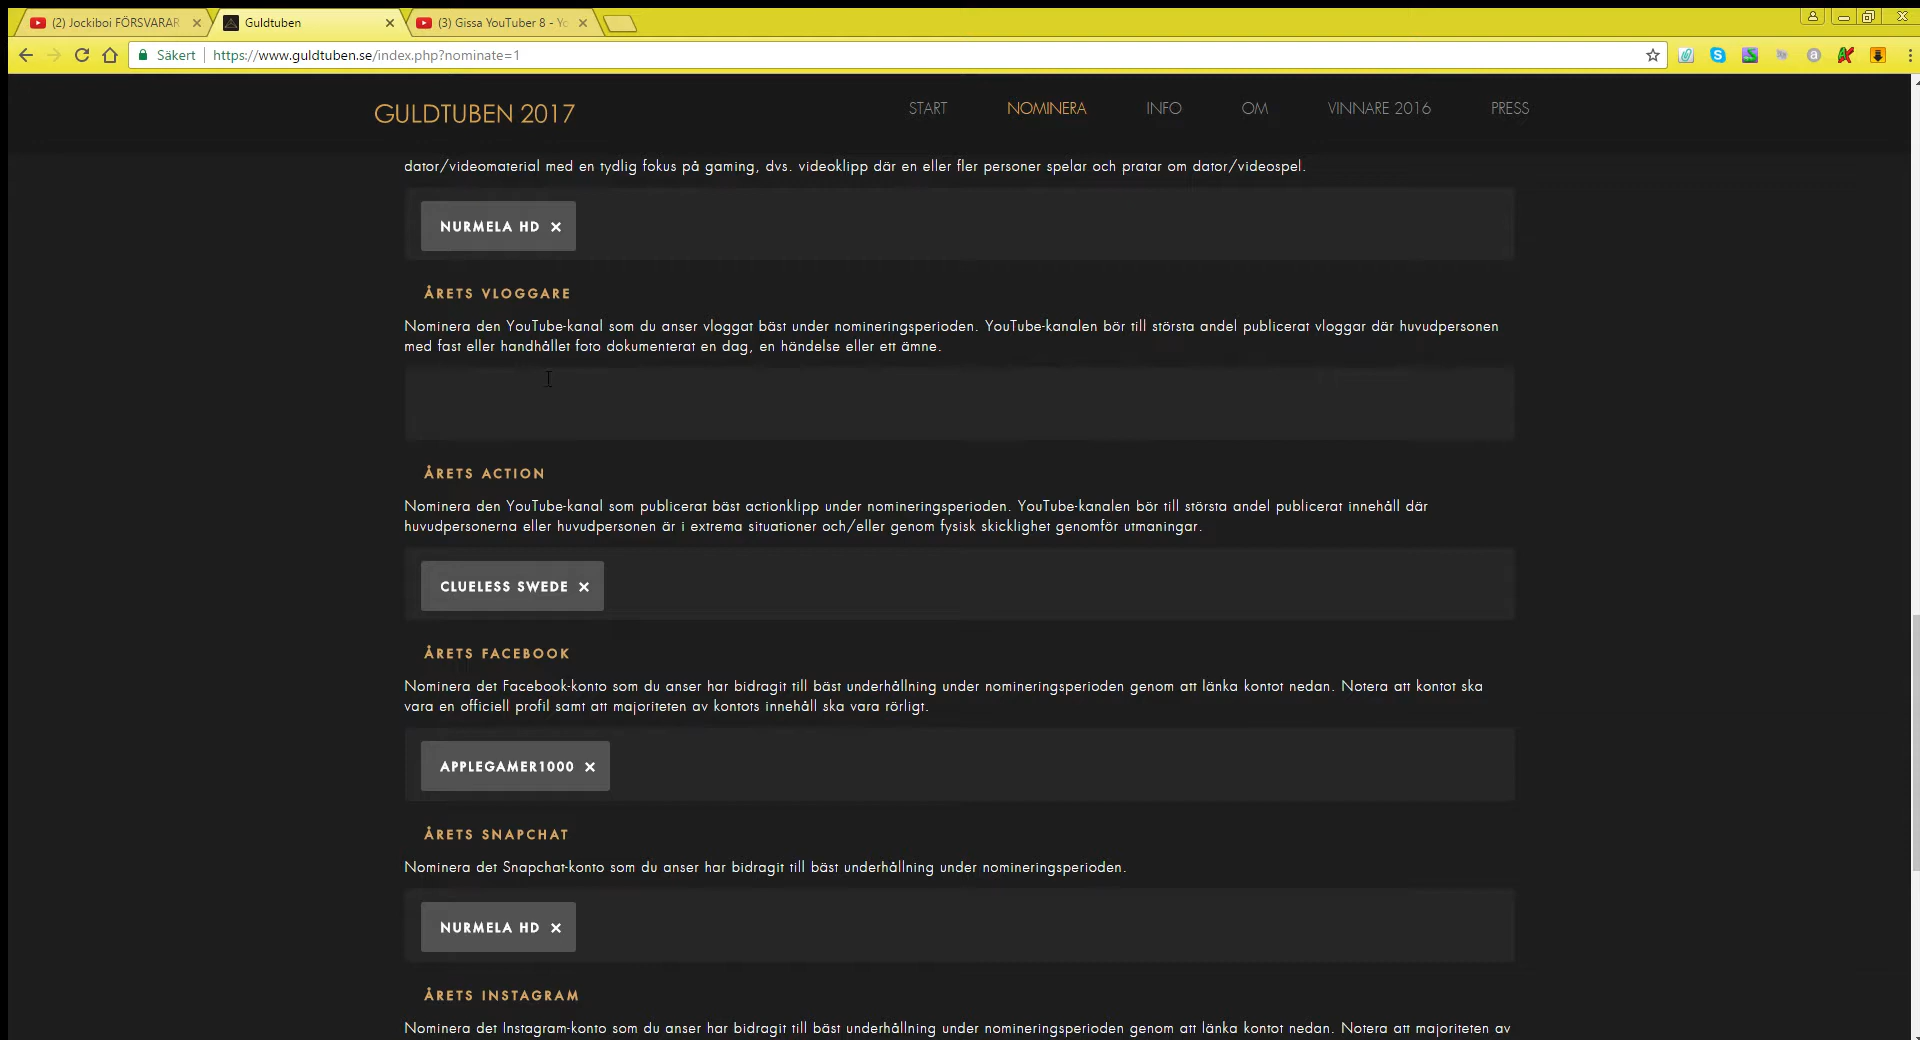 (2) Jockiboi FÖRSVARAR
Guldtuben
(3) Gissa YouTuber 8 - Yo
Säkert
https://www.guldtuben.se/index.php?nominate=1
GULDTUBEN 2017
START
NOMINERA
INFO
OM
VINNARE 2016
PRESS
dator/videomaterial med en tydlig fokus på gaming, dvs. videoklipp där en eller fler personer spelar och pratar om dator/videospel.
NURMELA HD ×
ÅRETS VLOGGARE
Nominera den YouTube-kanal som du anser vloggat bäst under nomineringsperioden. YouTube-kanalen bör till största andel publicerat vloggar där huvudpersonen
med fast eller handhållet foto dokumenterat en dag, en händelse eller ett ämne.
ÅRETS ACTION
Nominera den YouTube-kanal som publicerat bäst actionklipp under nomineringsperioden. YouTube-kanalen bör till största andel publicerat innehåll där
huvudpersonerna eller huvudpersonen är i extrema situationer och/eller genom fysisk skicklighet genomför utmaningar.
CLUELESS SWEDE ×
ÅRETS FACEBOOK
Nominera det Facebook-konto som du anser har bidragit till bäst underhållning under nomineringsperioden genom att länka kontot nedan. Notera att kontot ska
vara en officiell profil samt att majoriteten av kontots innehåll ska vara rörligt.
APPLEGAMER1000 ×
ÅRETS SNAPCHAT
Nominera det Snapchat-konto som du anser har bidragit till bäst underhållning under nomineringsperioden.
NURMELA HD ×
ÅRETS INSTAGRAM
Nominera det Instagram-konto som du anser har bidragit till bäst underhållning under nomineringsperioden genom att länka kontot nedan. Notera att majoriteten av